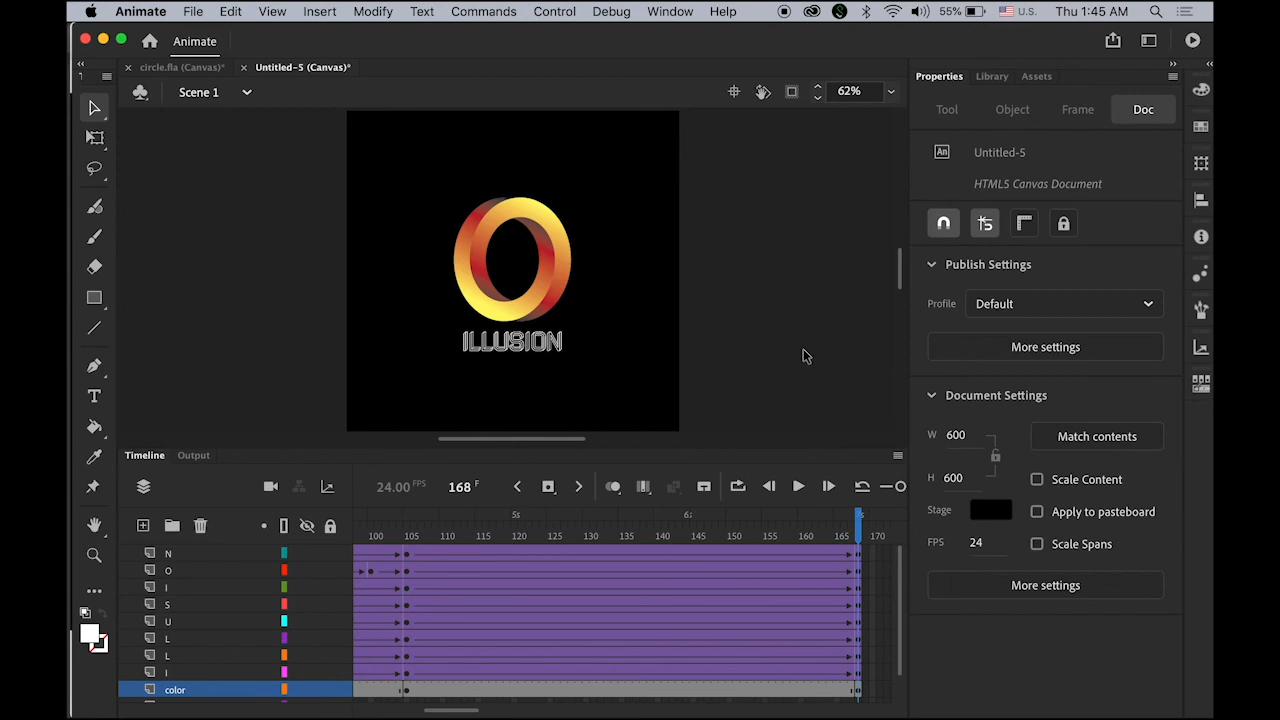 Animate File Edit View Insert Modify Text Commands Control Debug Window Help 55% U.S. Thu 1:45 AM
Animate
circle.fla (Canvas)* Untitled-5 (Canvas)*
Scene 1 62%
ILLUSION
Properties Library Assets
Tool Object Frame Doc
An Untitled-5
HTML5 Canvas Document
Publish Settings
Profile Default
More settings
Document Settings
W 600 Match contents
H 600 Scale Content
Stage Apply to pasteboard
FPS 24 Scale Spans
More settings
Timeline Output
24.00 FPS 168 F
5s 6s
100 105 110 115 120 125 130 135 140 145 150 155 160 165 170
N
O
I
S
U
L
L
I
color